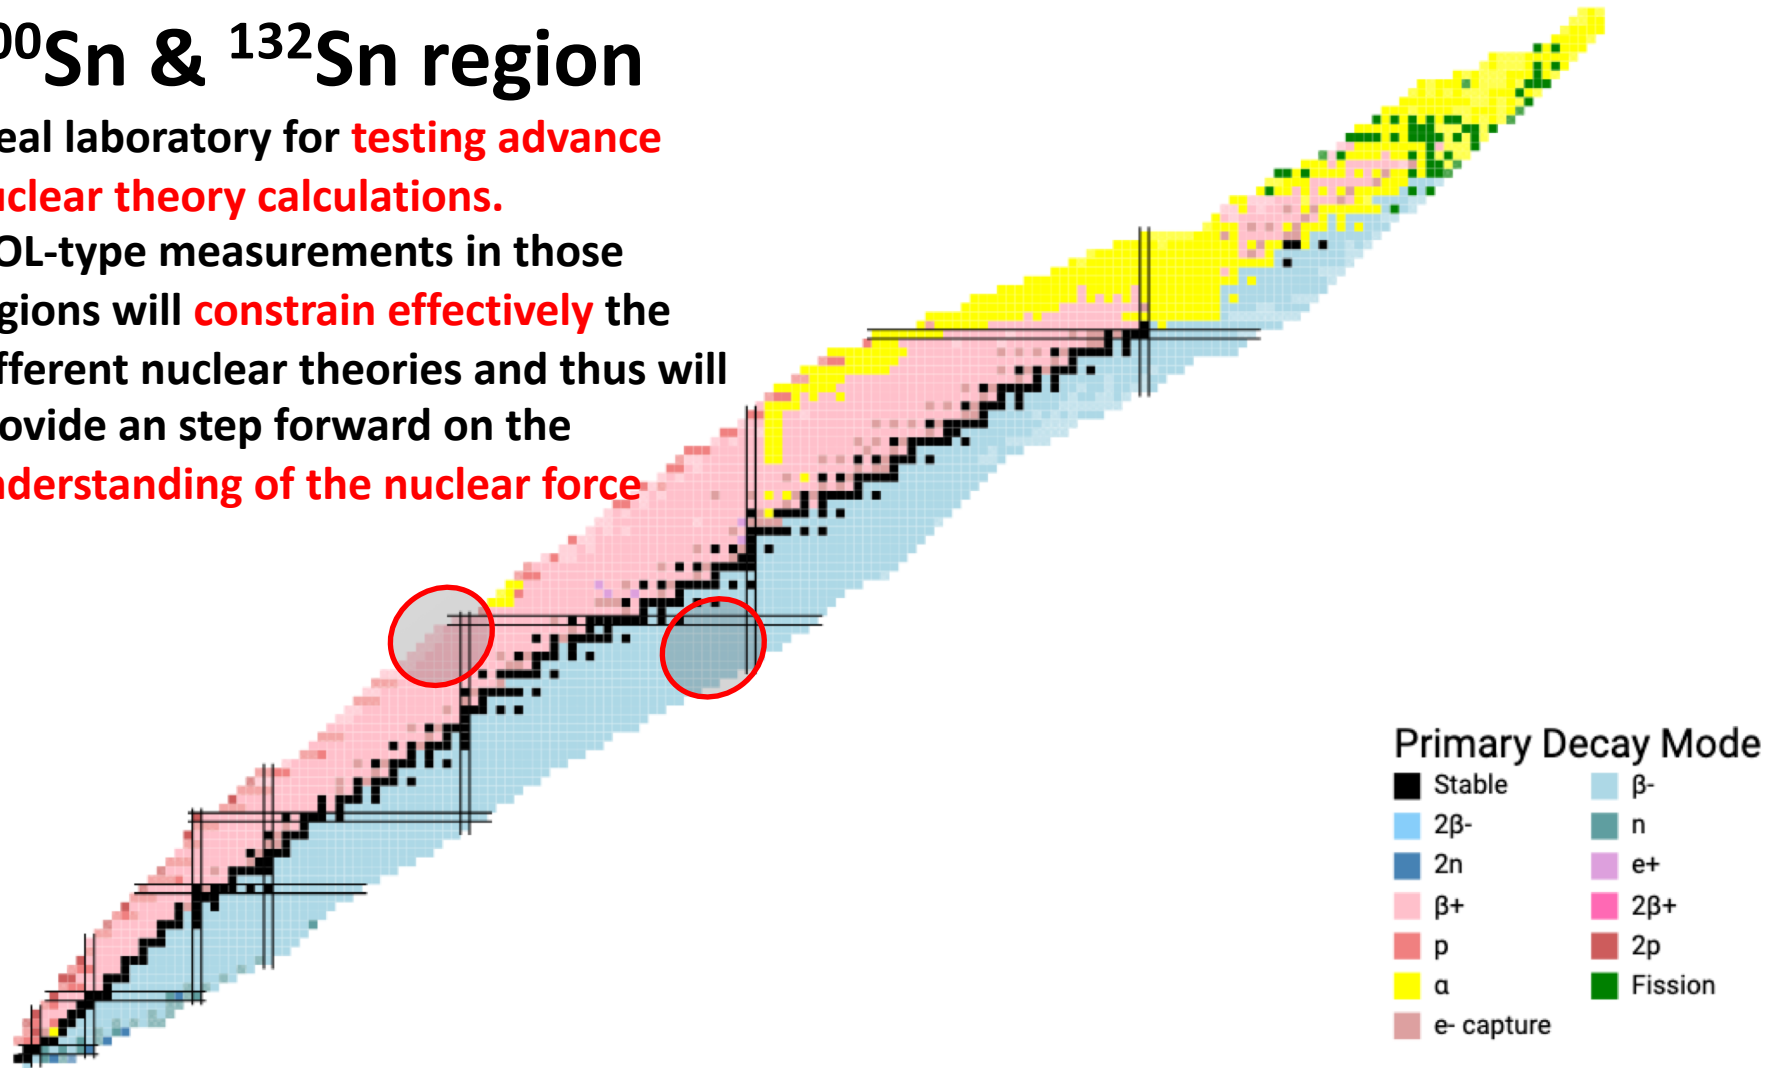 00Sn & 132Sn region
eal laboratory for testing advance
uclear theory calculations.
OL-type measurements in those
gions will constrain effectively the
fferent nuclear theories and thus will
ovide an step forward on the
nderstanding of the nuclear force
Primary Decay Mode
Stable
β-
2β-
n
2n
e+
β+
2β+
p
2p
α
Fission
e- capture